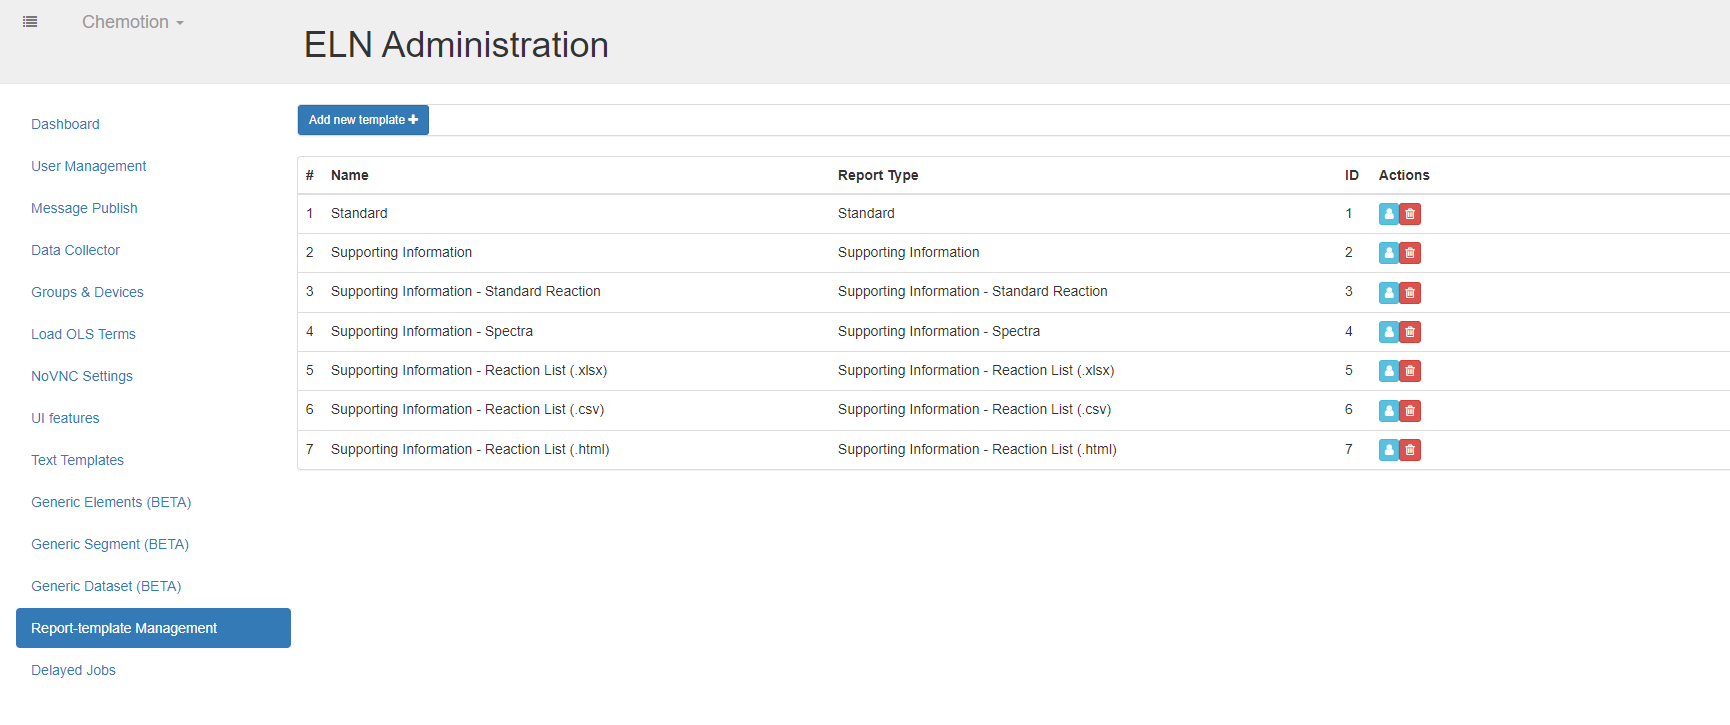 Chemotion
ELN Administration
Dashboard
User Management
Message Publish
Data Collector
Groups & Devices
Load OLS Terms
NoVNC Settings
UI features
Text Templates
Generic Elements (BETA)
Generic Segment (BETA)
Generic Dataset (BETA)
Report-template Management
Delayed Jobs
Add new template
# Name Report Type ID Actions
1 Standard Standard 1
2 Supporting Information Supporting Information 2
3 Supporting Information - Standard Reaction Supporting Information - Standard Reaction 3
4 Supporting Information - Spectra Supporting Information - Spectra 4
5 Supporting Information - Reaction List (.xlsx) Supporting Information - Reaction List (.xlsx) 5
6 Supporting Information - Reaction List (.csv) Supporting Information - Reaction List (.csv) 6
7 Supporting Information - Reaction List (.html) Supporting Information - Reaction List (.html) 7